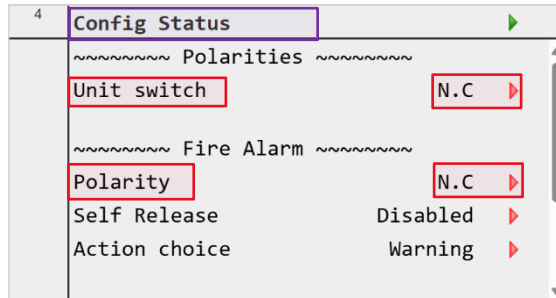 4
Config Status
~~~~~~~~ Polarities ~~~~~~~~
Unit switch N.C
~~~~~~~~ Fire Alarm ~~~~~~~~
Polarity N.C
Self Release Disabled
Action choice Warning